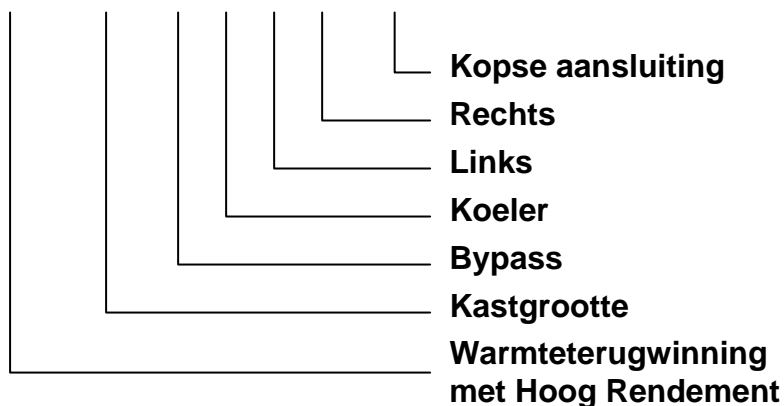 Kopse aansluiting
Rechts
Links
Koeler
Bypass
Kastgrootte
Warmteterugwinning
met Hoog Rendement